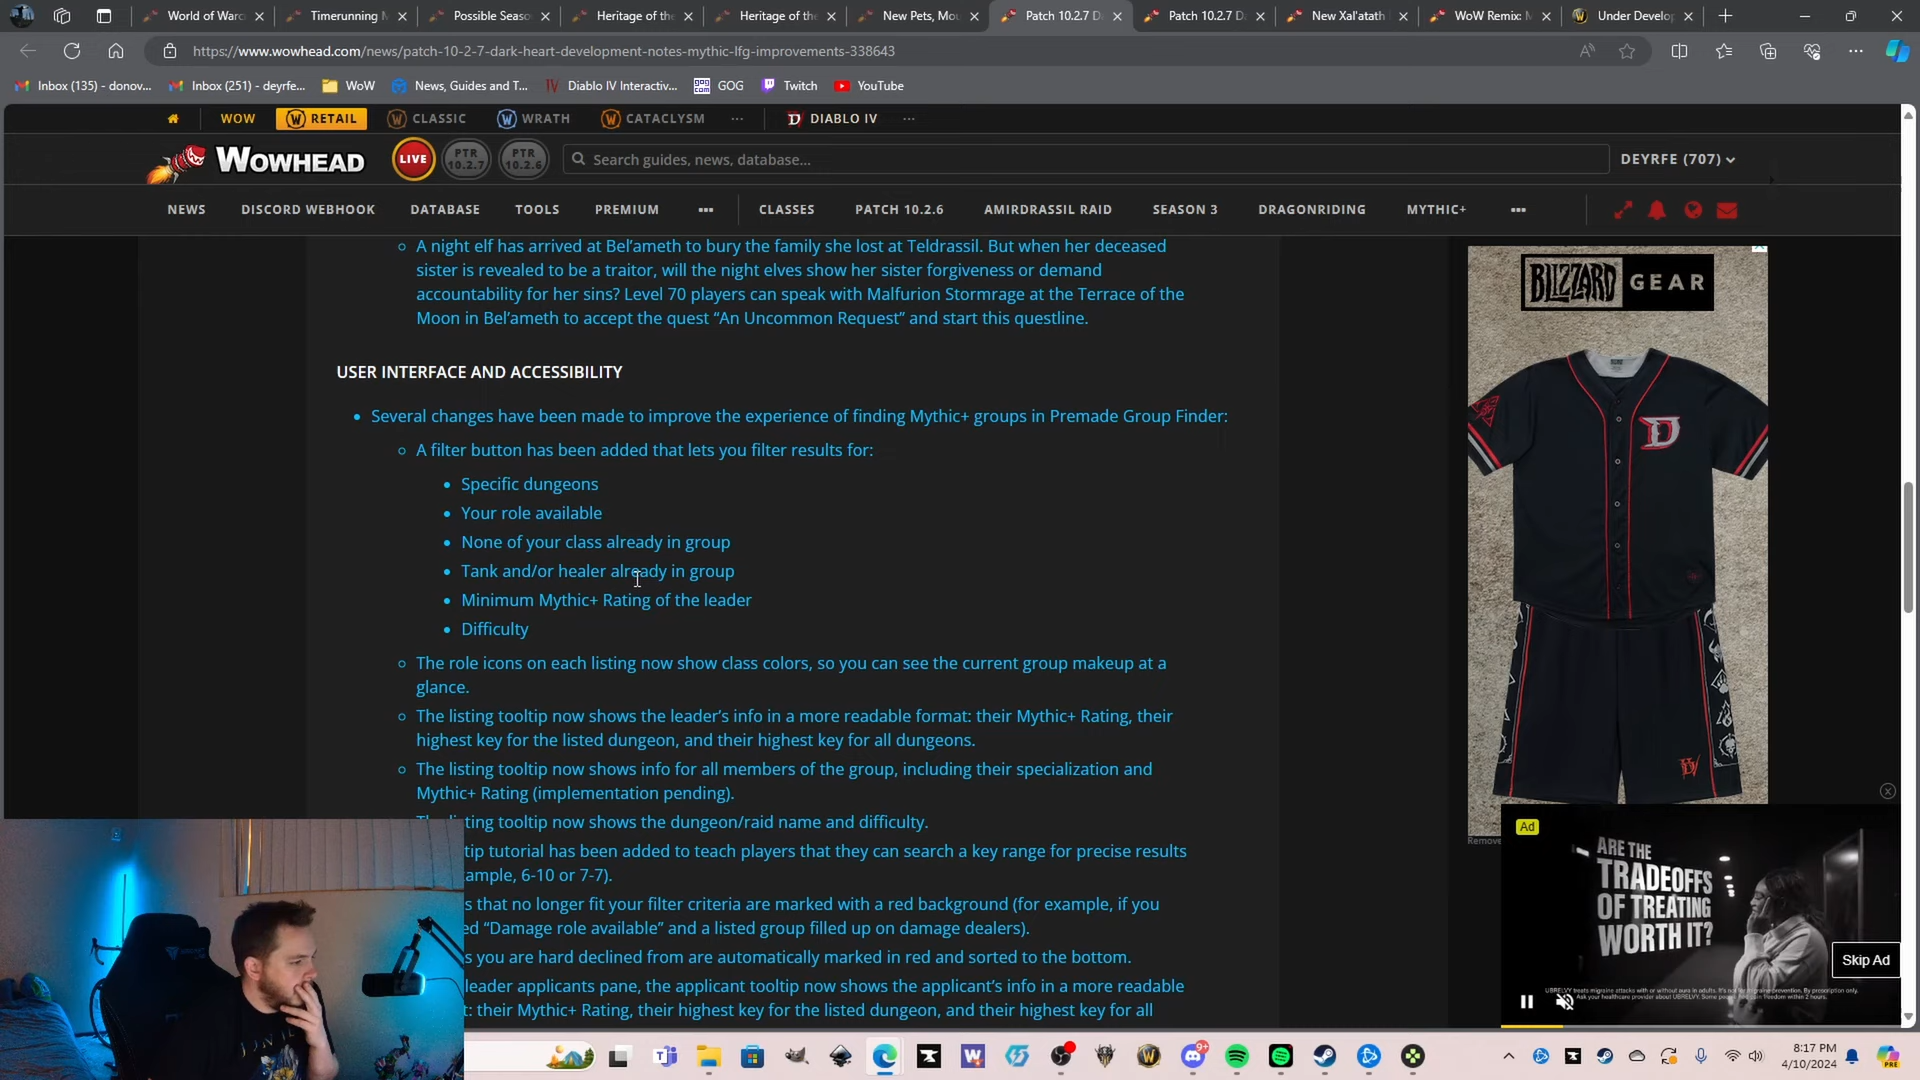 World of Warc
Timerunning M
Possible Seaso
Heritage of the
Heritage of the
New Pets, Mou
Patch 10.2.7 D
Patch 10.2.7 D
New Xal'atath
WoW Remix: M
Under Develop
https://www.wowhead.com/news/patch-10-2-7-dark-heart-development-notes-mythic-lfg-improvements-338643
Inbox (135) - donov...
Inbox (251) - deyrfe...
WoW
News, Guides and T...
Diablo IV Interactiv...
GOG
Twitch
YouTube
WOW
RETAIL
CLASSIC
WRATH
CATACLYSM
DIABLO IV
WOWHEAD
LIVE
PTR 10.2.7
PTR 10.2.6
Search guides, news, database...
DEYRFE (707)
NEWS
DISCORD WEBHOOK
DATABASE
TOOLS
PREMIUM
CLASSES
PATCH 10.2.6
AMIRDRASSIL RAID
SEASON 3
DRAGONRIDING
MYTHIC+
A night elf has arrived at Bel'ameth to bury the family she lost at Teldrassil. But when her deceased
sister is revealed to be a traitor, will the night elves show her sister forgiveness or demand
accountability for her sins? Level 70 players can speak with Malfurion Stormrage at the Terrace of the
Moon in Bel'ameth to accept the quest “An Uncommon Request” and start this questline.
USER INTERFACE AND ACCESSIBILITY
Several changes have been made to improve the experience of finding Mythic+ groups in Premade Group Finder:
A filter button has been added that lets you filter results for:
Specific dungeons
Your role available
None of your class already in group
Tank and/or healer already in group
Minimum Mythic+ Rating of the leader
Difficulty
The role icons on each listing now show class colors, so you can see the current group makeup at a
glance.
The listing tooltip now shows the leader's info in a more readable format: their Mythic+ Rating, their
highest key for the listed dungeon, and their highest key for all dungeons.
The listing tooltip now shows info for all members of the group, including their specialization and
Mythic+ Rating (implementation pending).
ting tooltip now shows the dungeon/raid name and difficulty.
tip tutorial has been added to teach players that they can search a key range for precise results
ample, 6-10 or 7-7).
s that no longer fit your filter criteria are marked with a red background (for example, if you
ed “Damage role available” and a listed group filled up on damage dealers).
s you are hard declined from are automatically marked in red and sorted to the bottom.
leader applicants pane, the applicant tooltip now shows the applicant's info in a more readable
t: their Mythic+ Rating, their highest key for the listed dungeon, and their highest key for all
BLIZZARD GEAR
D
Remove
Ad
ARE THE
TRADEOFFS
OF TREATING
WORTH IT?
Skip Ad
8:17 PM
4/10/2024